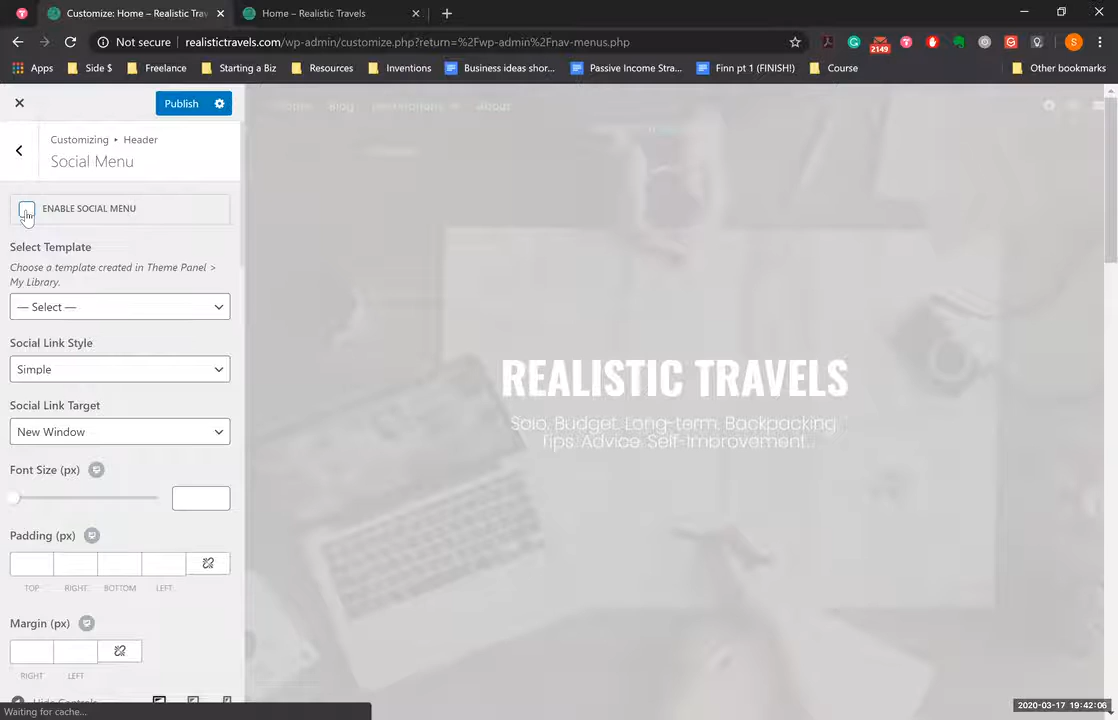 Customize: Home – Realistic Trav
Home – Realistic Travels
Not secure
realistictravels.com/wp-admin/customize.php?return=%2Fwp-admin%2Fnav-menus.php
2149
S
Apps
Side $
Freelance
Starting a Biz
Resources
Inventions
Business ideas shor...
Passive Income Stra...
Finn pt 1 (FINISH!)
Course
Other bookmarks
Publish
Customizing ▸ Header
Social Menu
ENABLE SOCIAL MENU
Select Template
Choose a template created in Theme Panel >
My Library.
— Select —
Social Link Style
Simple
Social Link Target
New Window
Font Size (px)
Padding (px)
TOP RIGHT BOTTOM LEFT
Margin (px)
RIGHT LEFT
Hide Controls
Waiting for cache...
Home Blog Destinations About
REALISTIC TRAVELS
Solo. Budget. Long-term. Backpacking.
Tips. Advice. Self-Improvement.
2020-03-17 19:42:06